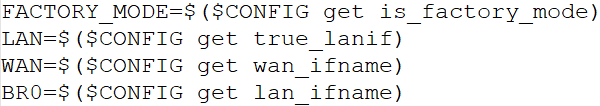 FACTORY_MODE=$($CONFIG get is_factory_mode)
LAN=$($CONFIG get true_lanif)
WAN=$($CONFIG get wan_ifname)
BR0=$($CONFIG get lan_ifname)